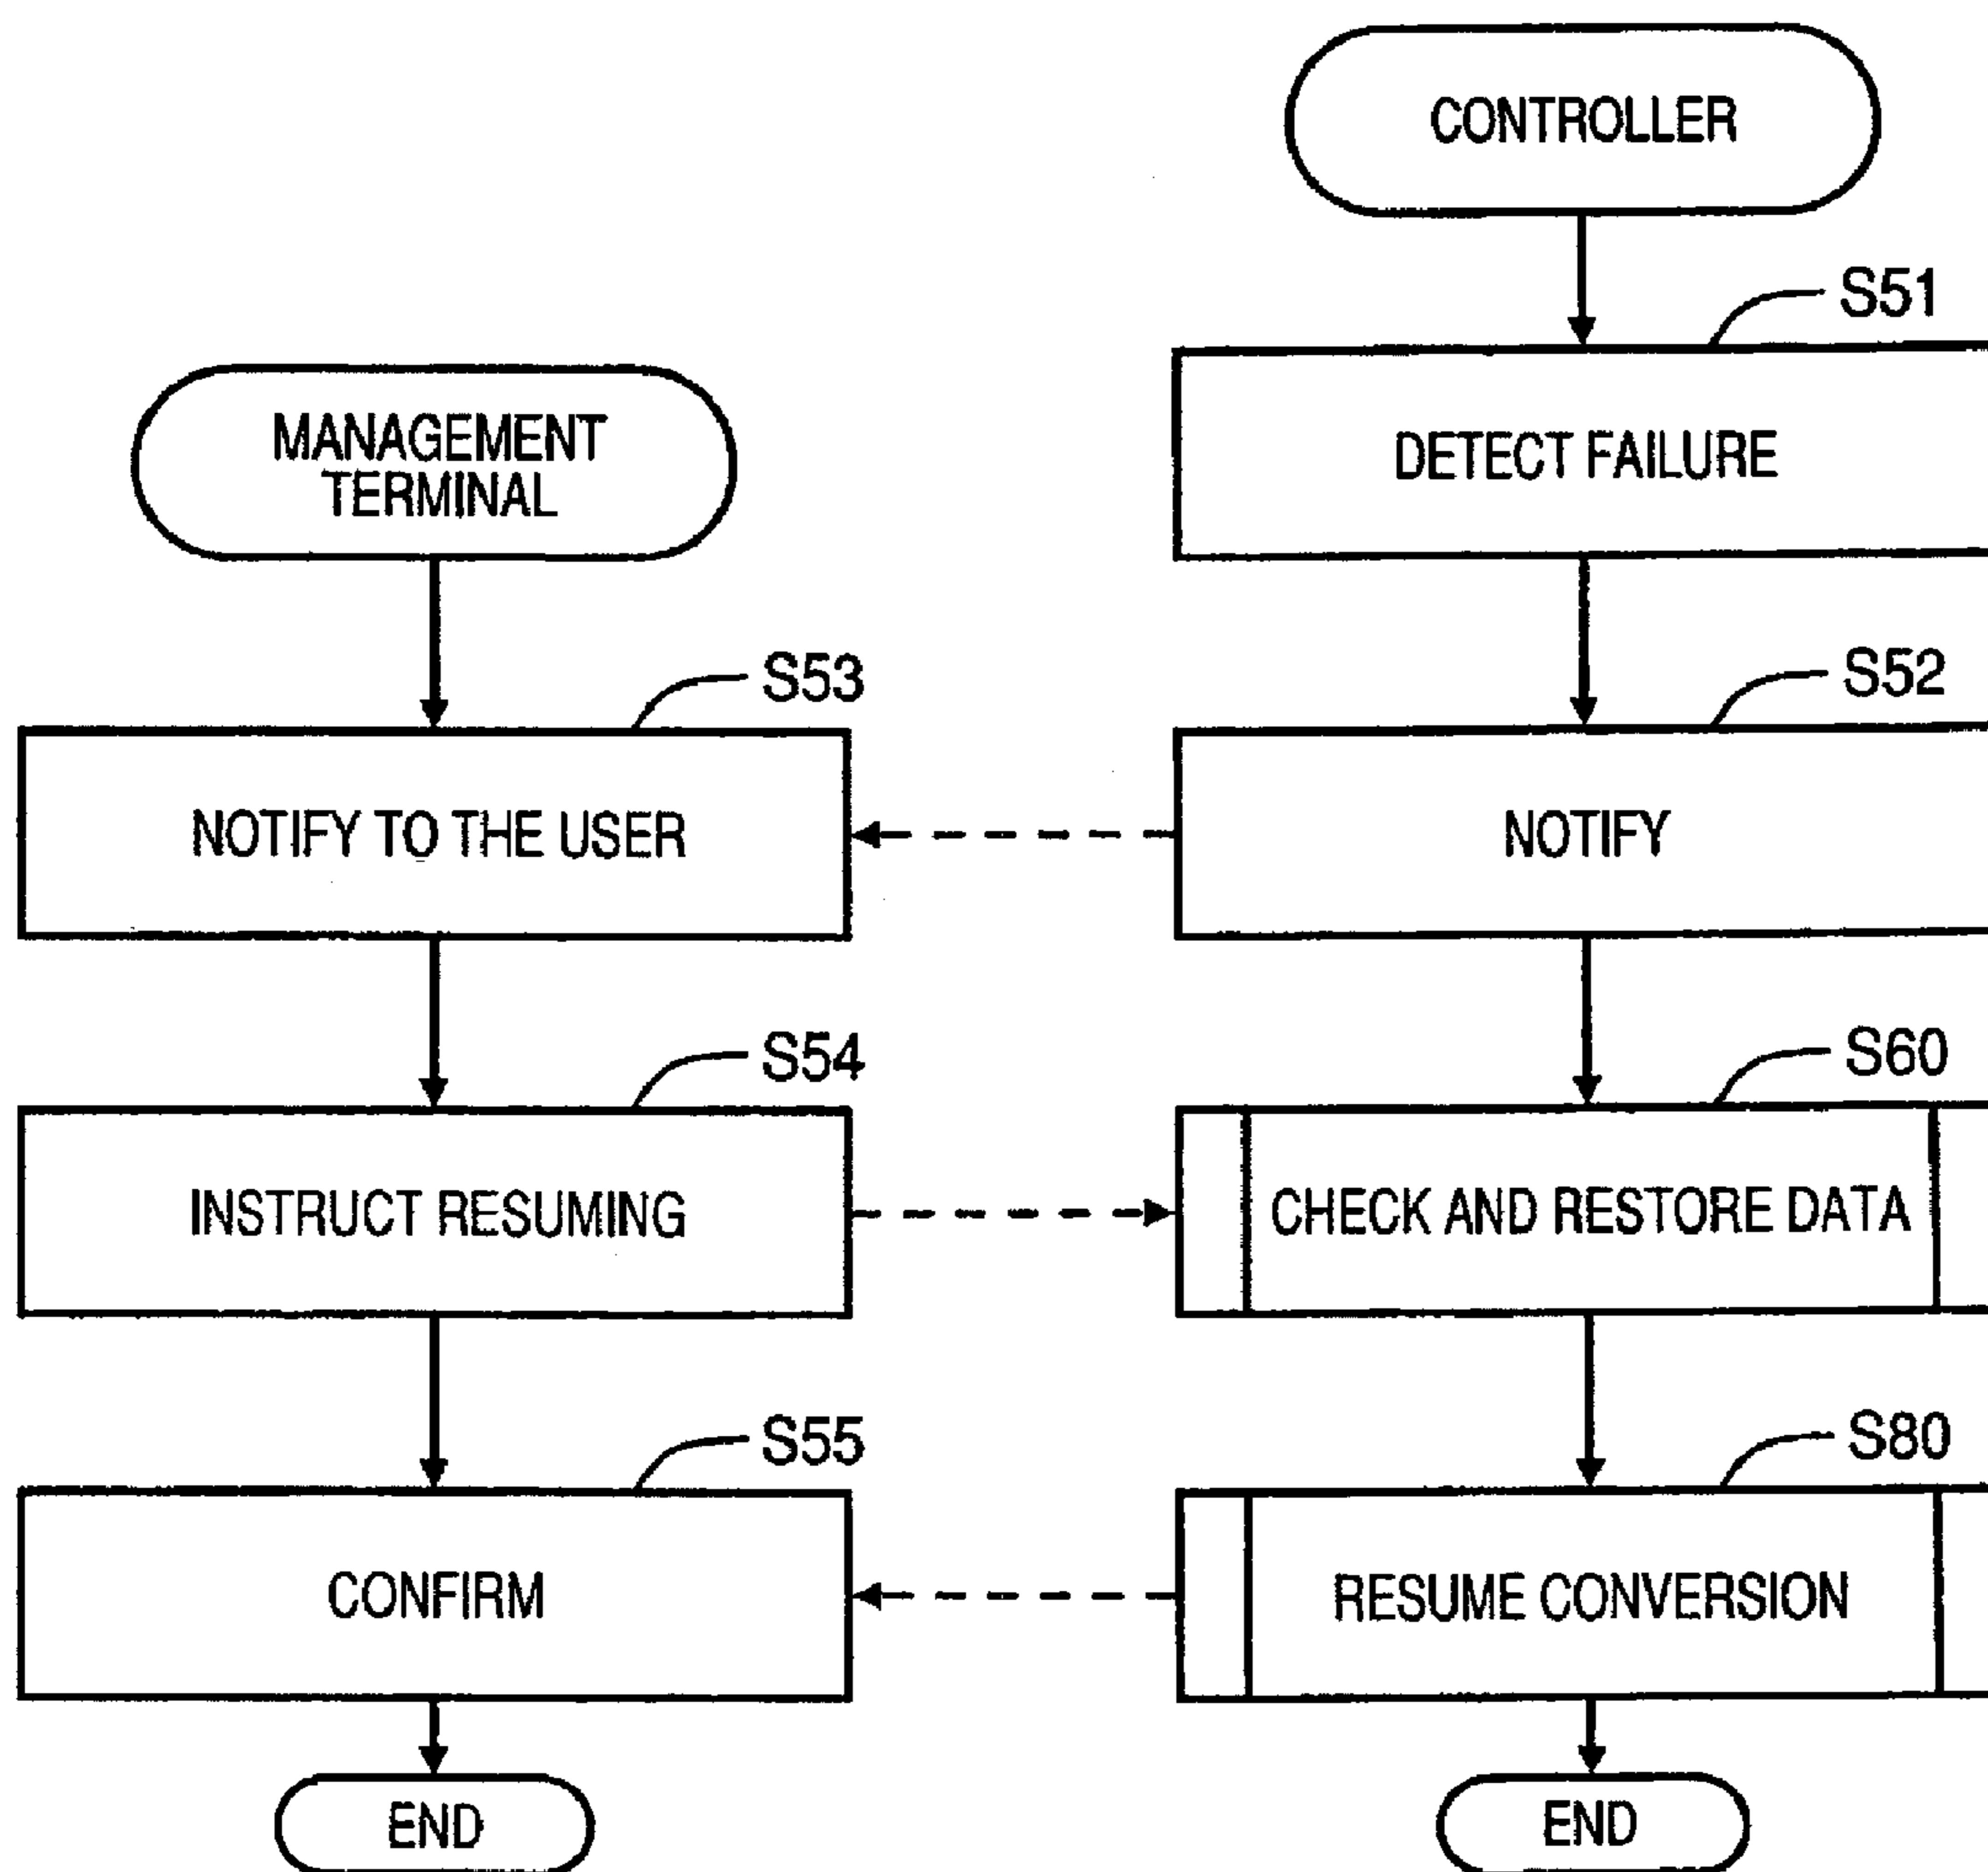 CONTROLLER
S51
DETECT FAILURE
MANAGEMENT
TERMINAL
S53
S52
NOTIFY TO THE USER
NOTIFY
S54
S60
INSTRUCT RESUMING
CHECK AND RESTORE DATA
S55
S80
CONFIRM
RESUME CONVERSION
END
END